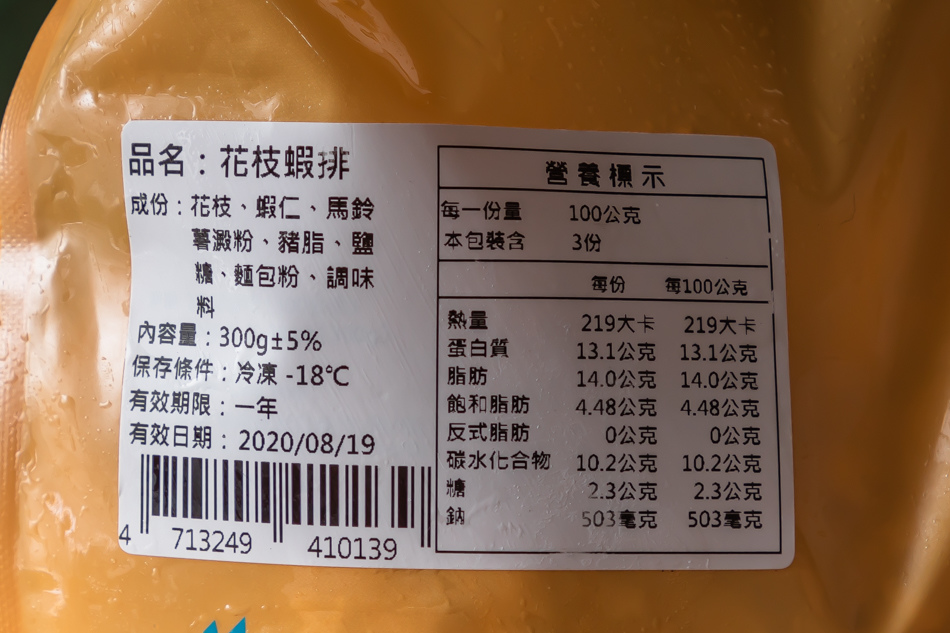 品名：花枝蝦排
成份：花枝、蝦仁、馬鈴
薯澱粉、豬脂、鹽
糖、麵包粉、調味
料
內容量：300g±5%
保存條件：冷凍 -18℃
有效期限：一年
有效日期：2020/08/19
4 713249 410139
營養標示
每一份量 100公克
本包裝含 3份
每份 每100公克
熱量 219大卡 219大卡
蛋白質 13.1公克 13.1公克
脂肪 14.0公克 14.0公克
飽和脂肪 4.48公克 4.48公克
反式脂肪 0公克 0公克
碳水化合物 10.2公克 10.2公克
糖 2.3公克 2.3公克
鈉 503毫克 503毫克